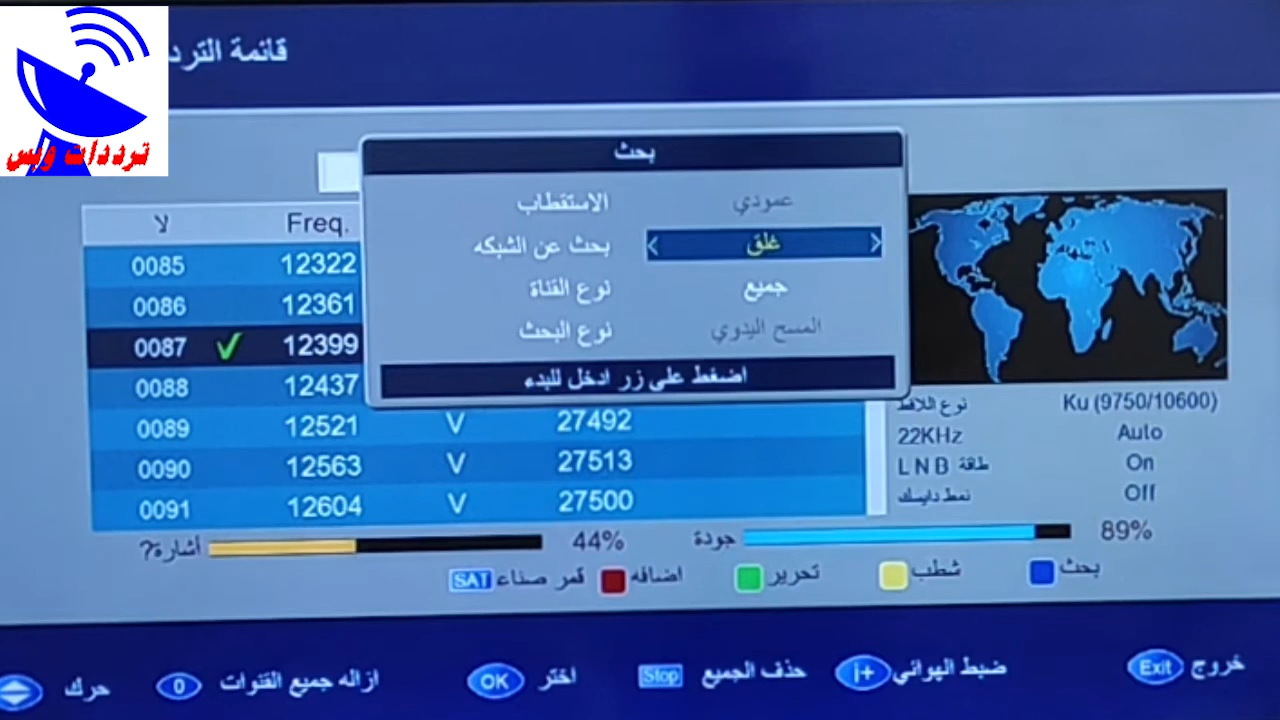 قائمة الترد
ترددات ويس
بحث
الاستقطاب عمودي
بحث عن الشبكه < غلق >
نوع القناة جميع
نوع البحث المسح اليدوي
اضغط على زر ادخل للبدء
لا Freq.
0085 12322
0086 12361
0087 ✓ 12399
0088 12437
0089 12521 V 27492
0090 12563 V 27513
0091 12604 V 27500
نوع اللاقط Ku (9750/10600)
22KHz Auto
طاقة LNB On
نمط دايسك Off
أشارة? 44% جودة 89%
SAT قمر صناع اضافه تحرير شطب بحث
حرك 0 ازاله جميع القنوات OK اختر Stop حذف الجميع i+ ضبط الهوائي Exit خروج